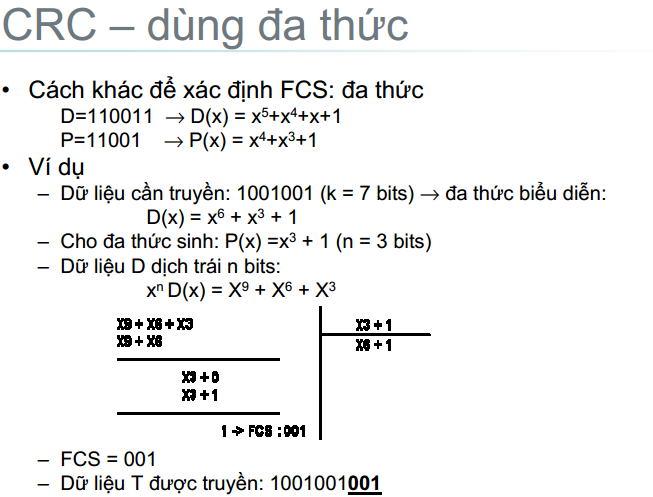 CRC – dùng đa thức
• Cách khác để xác định FCS: đa thức
D=110011 → D(x) = x⁵+x⁴+x+1
P=11001 → P(x) = x⁴+x³+1
• Ví dụ
– Dữ liệu cần truyền: 1001001 (k = 7 bits) → đa thức biểu diễn:
D(x) = x⁶ + x³ + 1
– Cho đa thức sinh: P(x) =x³ + 1 (n = 3 bits)
– Dữ liệu D dịch trái n bits:
xⁿ D(x) = X⁹ + X⁶ + X³
X9 + X6 + X3
X3 + 1
X9 + X6
X6 + 1
X3 + 0
X3 + 1
1 -> FCS : 001
– FCS = 001
– Dữ liệu T được truyền: 1001001001